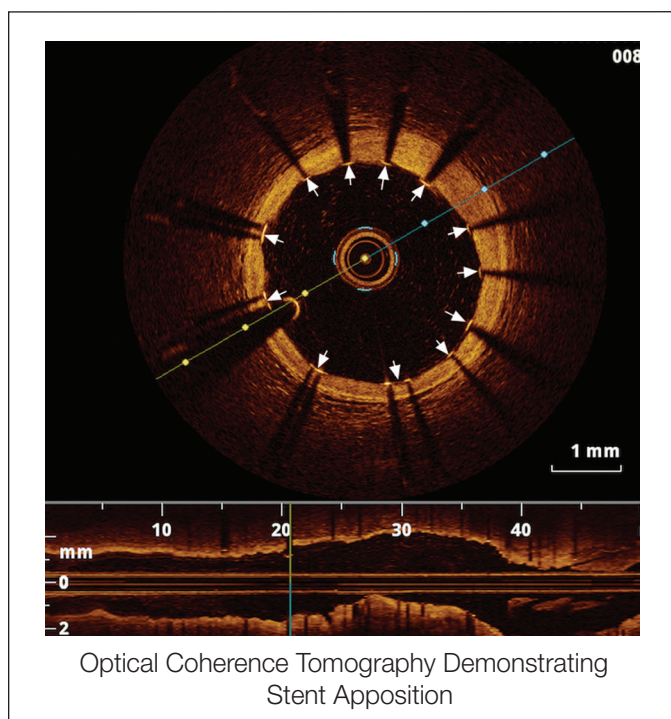 008
1 mm
10 20 30 40
mm
0
2
Optical Coherence Tomography Demonstrating
Stent Apposition